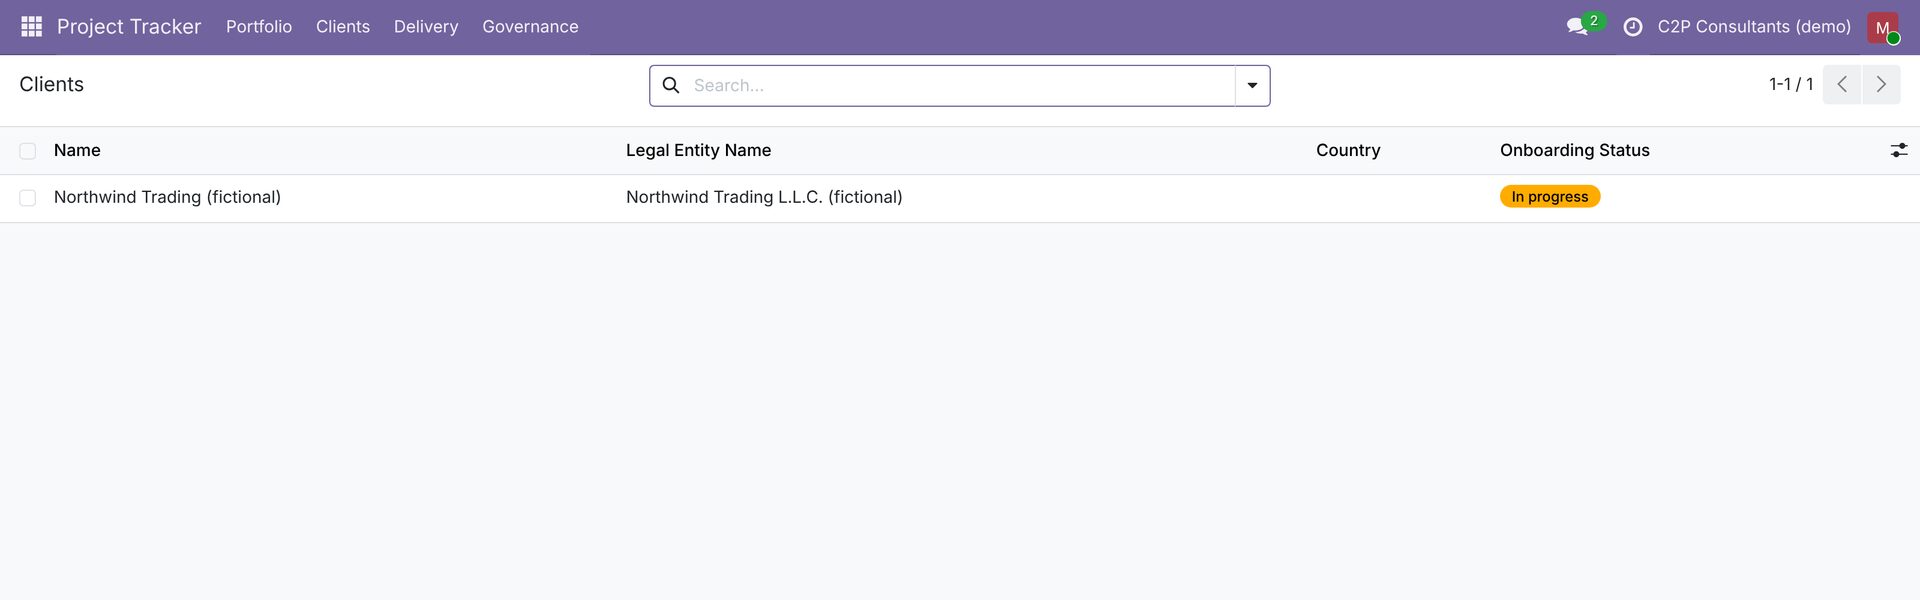 Project Tracker Portfolio Clients Delivery Governance 2 C2P Consultants (demo) M
Clients Search... 1-1 / 1
Name Legal Entity Name Country Onboarding Status
Northwind Trading (fictional) Northwind Trading L.L.C. (fictional) In progress